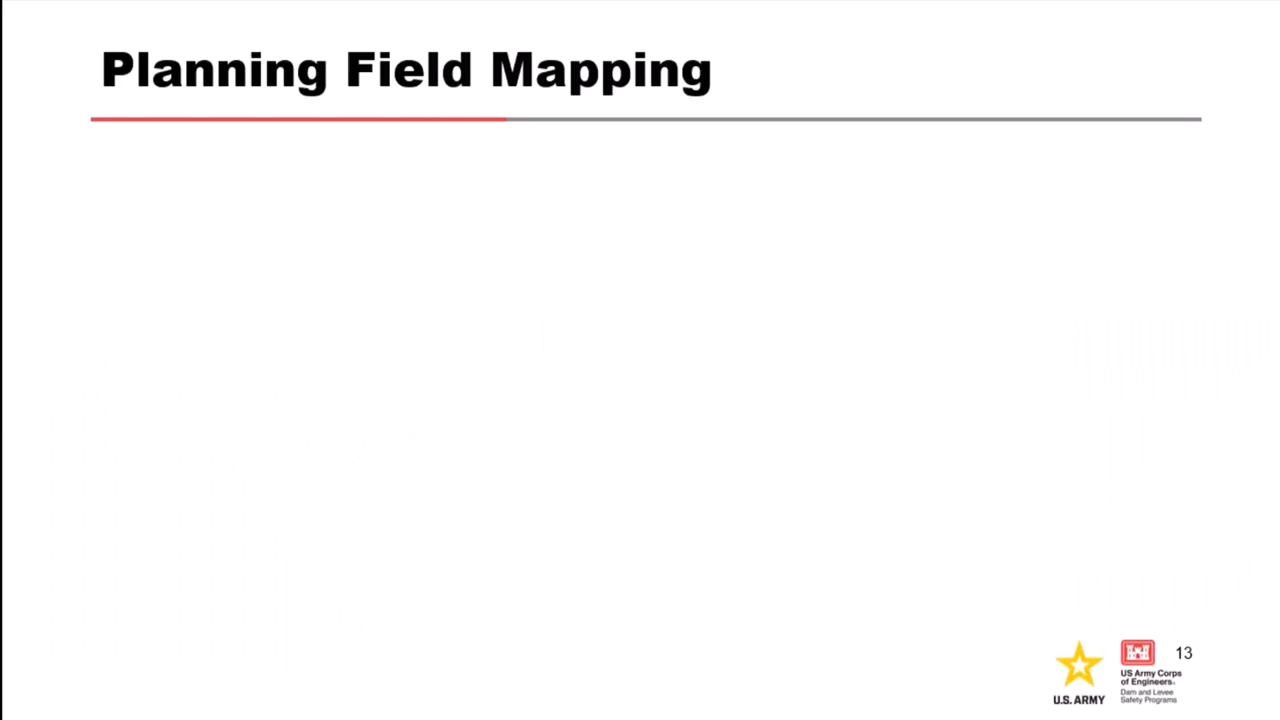 Planning Field Mapping
13
U.S. ARMY
US Army Corps
of Engineers.
Dam and Levee
Safety Programs